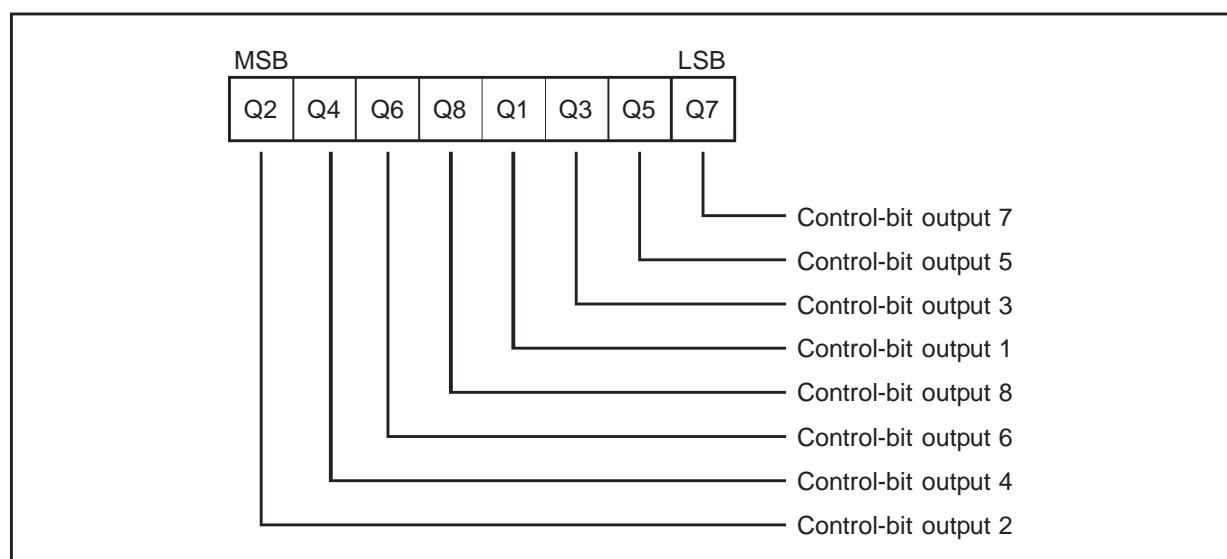 MSB LSB
Q2 Q4 Q6 Q8 Q1 Q3 Q5 Q7
Control-bit output 7
Control-bit output 5
Control-bit output 3
Control-bit output 1
Control-bit output 8
Control-bit output 6
Control-bit output 4
Control-bit output 2